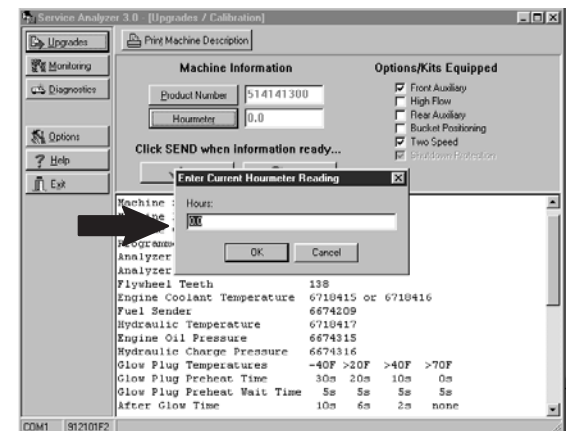 Service Analyzer 3.0 - [Upgrades / Calibration]
Upgrades
Print Machine Description
Monitoring
Machine Information
Options/Kits Equipped
Diagnostics
Product Number
514141300
Front Auxiliary
High Flow
Hourmeter
0.0
Rear Auxiliary
Bucket Positioning
Options
Two Speed
Click SEND when information ready...
Shutdown Protection
Help
Exit
Enter Current Hourmeter Reading
Machine
Hours:
0.0
Analyzer
OK
Cancel
Analyzer
Flywheel Teeth 138
Engine Coolant Temperature 6718415 or 6718416
Fuel Sender 6674209
Hydraulic Temperature 6718417
Engine Oil Pressure 6674315
Hydraulic Charge Pressure 6674316
Glow Plug Temperatures -40F >20F >40F >70F
Glow Plug Preheat Time 30s 20s 10s 0s
Glow Plug Preheat Wait Time 5s 5s 5s 5s
After Glow Time 10s 6s 2s none
COM1 912101F2